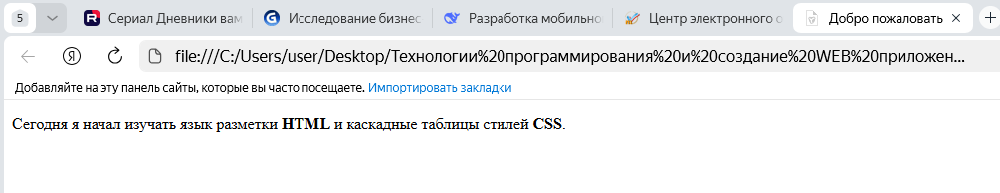 5
Сериал Дневники вам
Исследование бизнес
Разработка мобильно
Центр электронного о
Добро пожаловать
file:///C:/Users/user/Desktop/Технологии%20программирования%20и%20создание%20WEB%20приложен...
Добавляйте на эту панель сайты, которые вы часто посещаете. Импортировать закладки
Сегодня я начал изучать язык разметки HTML и каскадные таблицы стилей CSS.